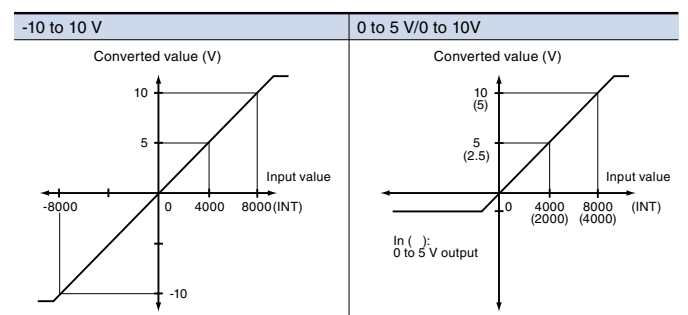 -10 to 10 V
0 to 5 V/0 to 10V
Converted value (V)
10
5
Input value
-8000
0
4000
8000
(INT)
-10
Converted value (V)
10
(5)
5
(2.5)
Input value
0
4000
8000
(INT)
(2000)
(4000)
In ( ):
0 to 5 V output